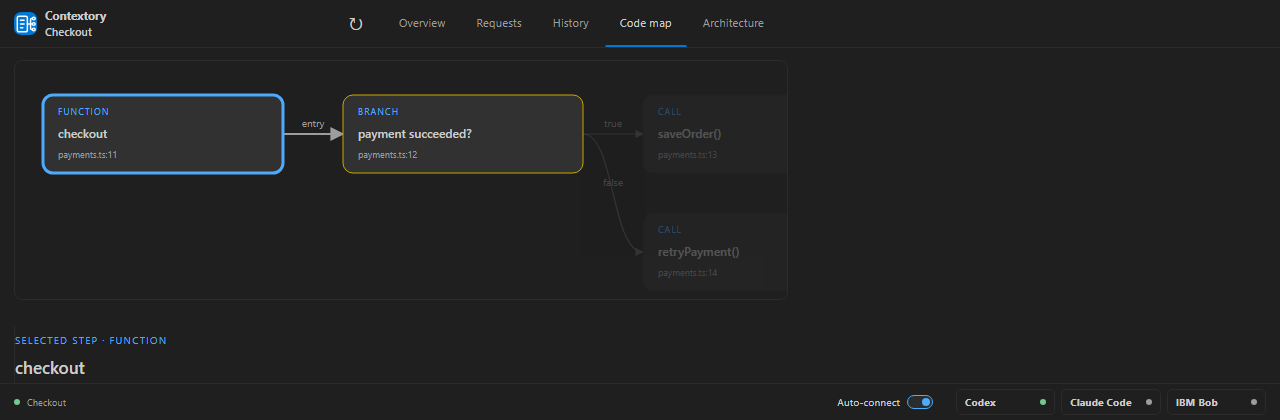 Contextory
Checkout
Overview
Requests
History
Code map
Architecture
FUNCTION
checkout
payments.ts:11
entry
BRANCH
payment succeeded?
payments.ts:12
true
false
CALL
saveOrder()
payments.ts:13
CALL
retryPayment()
payments.ts:14
SELECTED STEP · FUNCTION
checkout
Checkout
Auto-connect
Codex
Claude Code
IBM Bob